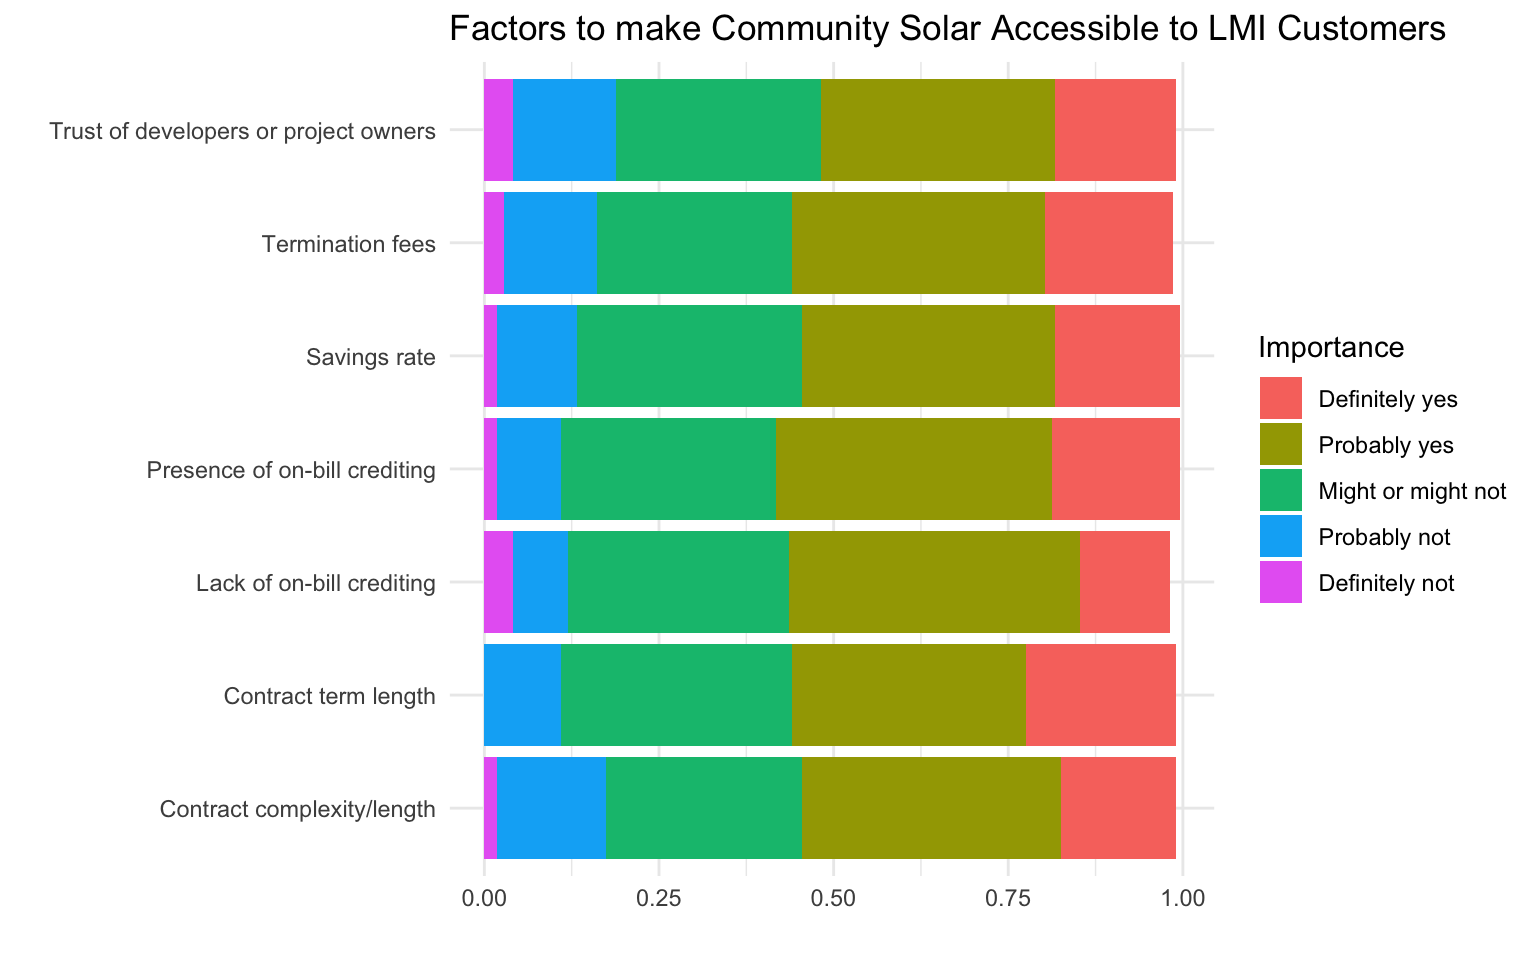 Factors to make Community Solar Accessible to LMI Customers
Trust of developers or project owners
Termination fees
Savings rate
Presence of on-bill crediting
Lack of on-bill crediting
Contract term length
Contract complexity/length
0.00 0.25 0.50 0.75 1.00
Importance
Definitely yes
Probably yes
Might or might not
Probably not
Definitely not